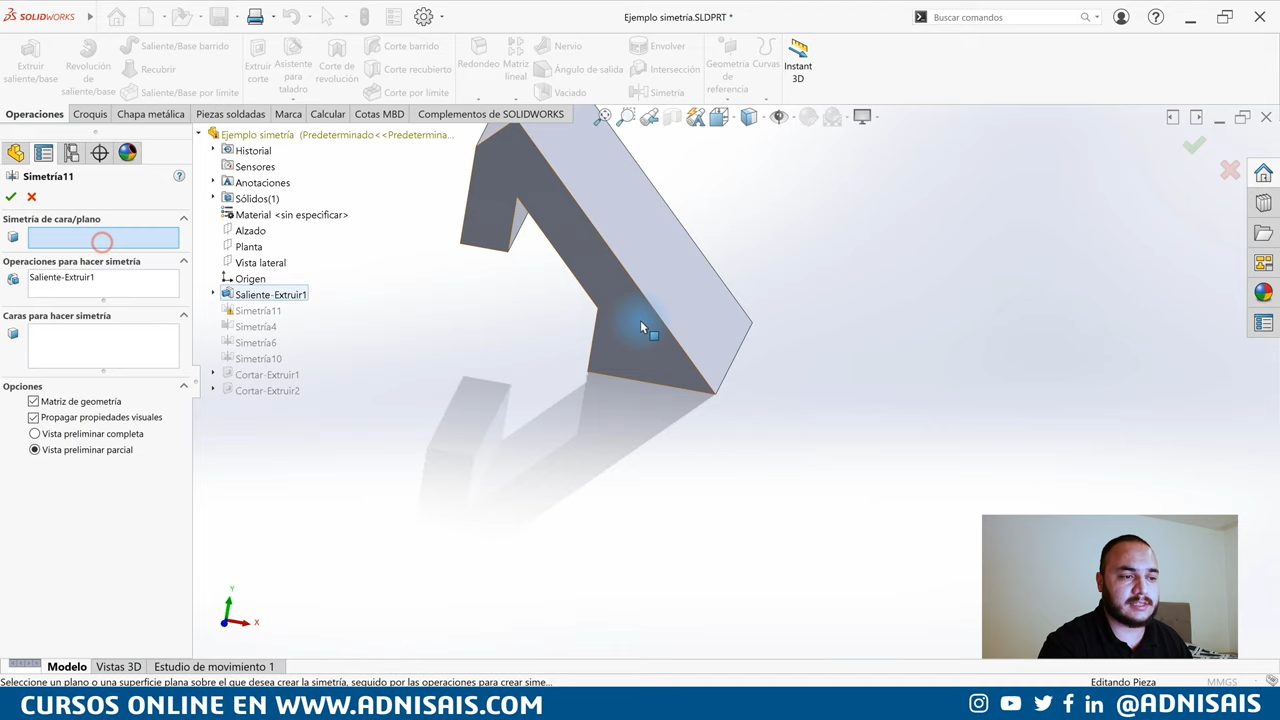 SOLIDWORKS
Ejemplo simetría.SLDPRT *
Buscar comandos
Extruir saliente/base
Revolución de saliente/base
Saliente/Base barrido
Recubrir
Saliente/Base por límite
Extruir corte
Asistente para taladro
Corte de revolución
Corte barrido
Corte recubierto
Corte por límite
Redondeo
Matriz lineal
Nervio
Ángulo de salida
Vaciado
Envolver
Intersección
Simetría
Geometría de referencia
Curvas
Instant 3D
Operaciones
Croquis
Chapa metálica
Piezas soldadas
Marca
Calcular
Cotas MBD
Complementos de SOLIDWORKS
Simetría11
Simetría de cara/plano
Operaciones para hacer simetría
Saliente-Extruir1
Caras para hacer simetría
Opciones
Matriz de geometría
Propagar propiedades visuales
Vista preliminar completa
Vista preliminar parcial
Ejemplo simetría (Predeterminado<<Predetermina...
Historial
Sensores
Anotaciones
Sólidos(1)
Material <sin especificar>
Alzado
Planta
Vista lateral
Origen
Saliente-Extruir1
Simetría11
Simetría4
Simetría6
Simetría10
Cortar-Extruir1
Cortar-Extruir2
Y
X
Modelo
Vistas 3D
Estudio de movimiento 1
Seleccione un plano o una superficie plana sobre el que desea crear la simetría, seguido por las operaciones para crear sime...
Editando Pieza
MMGS
CURSOS ONLINE EN WWW.ADNISAIS.COM
@ADNISAIS